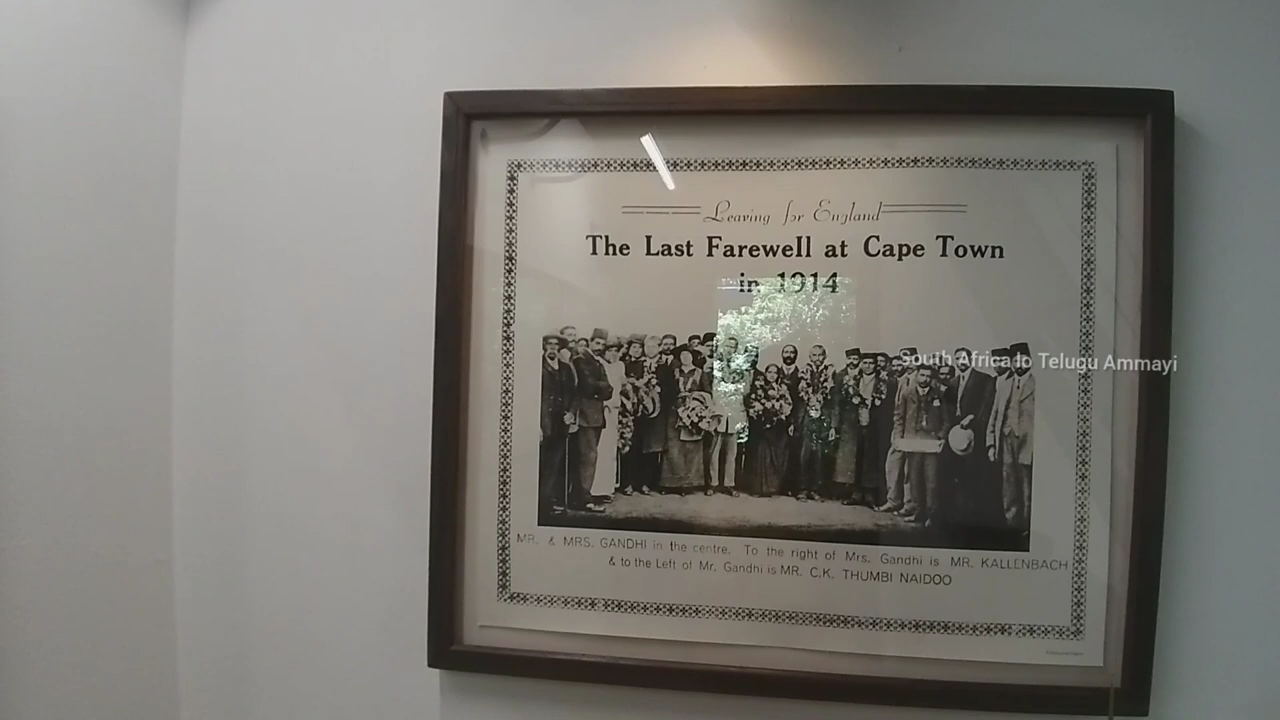 Leaving for England
The Last Farewell at Cape Town
in 1914
South Africa lo Telugu Ammayi
MR. & MRS. GANDHI in the centre. To the right of Mrs. Gandhi is MR. KALLENBACH
& to the Left of Mr. Gandhi is MR. C.K. THUMBI NAIDOO